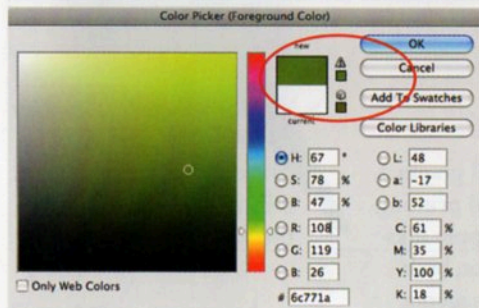 Color Picker (Foreground Color)
new
OK
Cancel
Add To Swatches
current
Color Libraries
H: 67 °
L: 48
S: 78 %
a: -17
B: 47 %
b: 52
R: 108
C: 61 %
G: 119
M: 35 %
B: 26
Y: 100 %
Only Web Colors
# 6c771a
K: 18 %